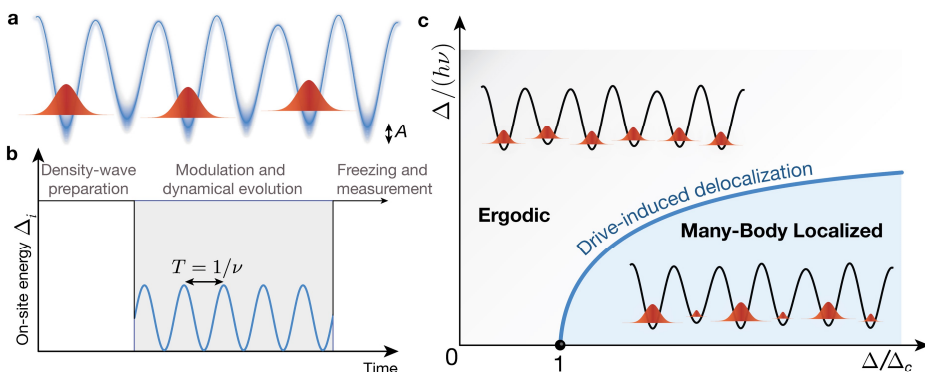 a
A
b
Density-wave
preparation
Modulation and
dynamical evolution
Freezing and
measurement
On-site energy Δᵢ
T = 1/ν
Time
c
Δ/(hν)
Ergodic
Drive-induced delocalization
Many-Body Localized
0
1
Δ/Δ_c